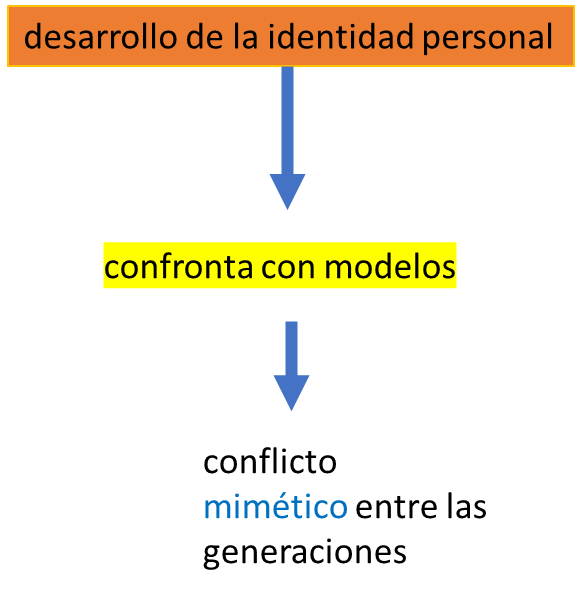 desarrollo de la identidad personal
confronta con modelos
conflicto
mimético entre las
generaciones